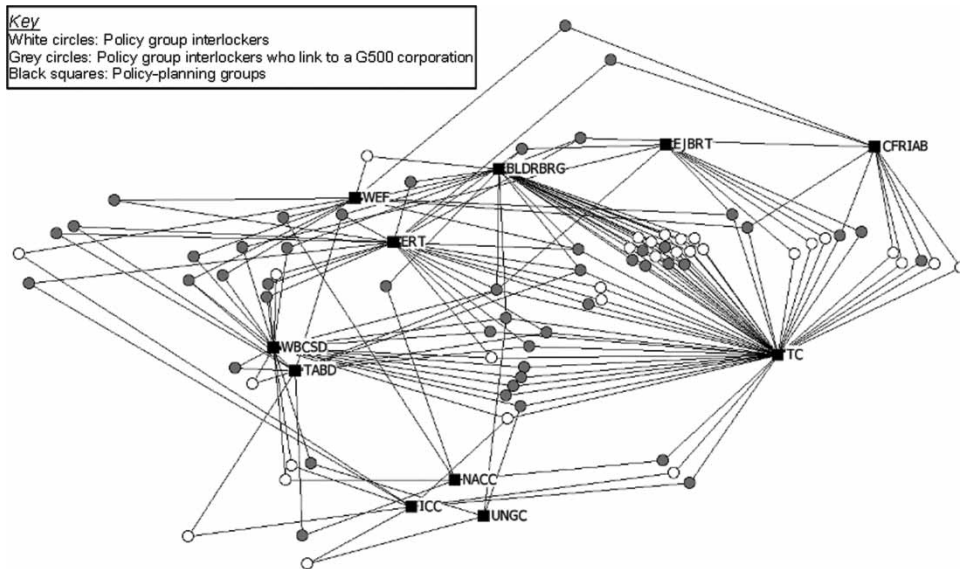 Key
White circles: Policy group interlockers
Grey circles: Policy group interlockers who link to a G500 corporation
Black squares: Policy-planning groups
EJBRT
CFRIAB
BLDRBRG
WEF
ERT
WBCSD
TC
TABD
NACC
ICC
UNGC